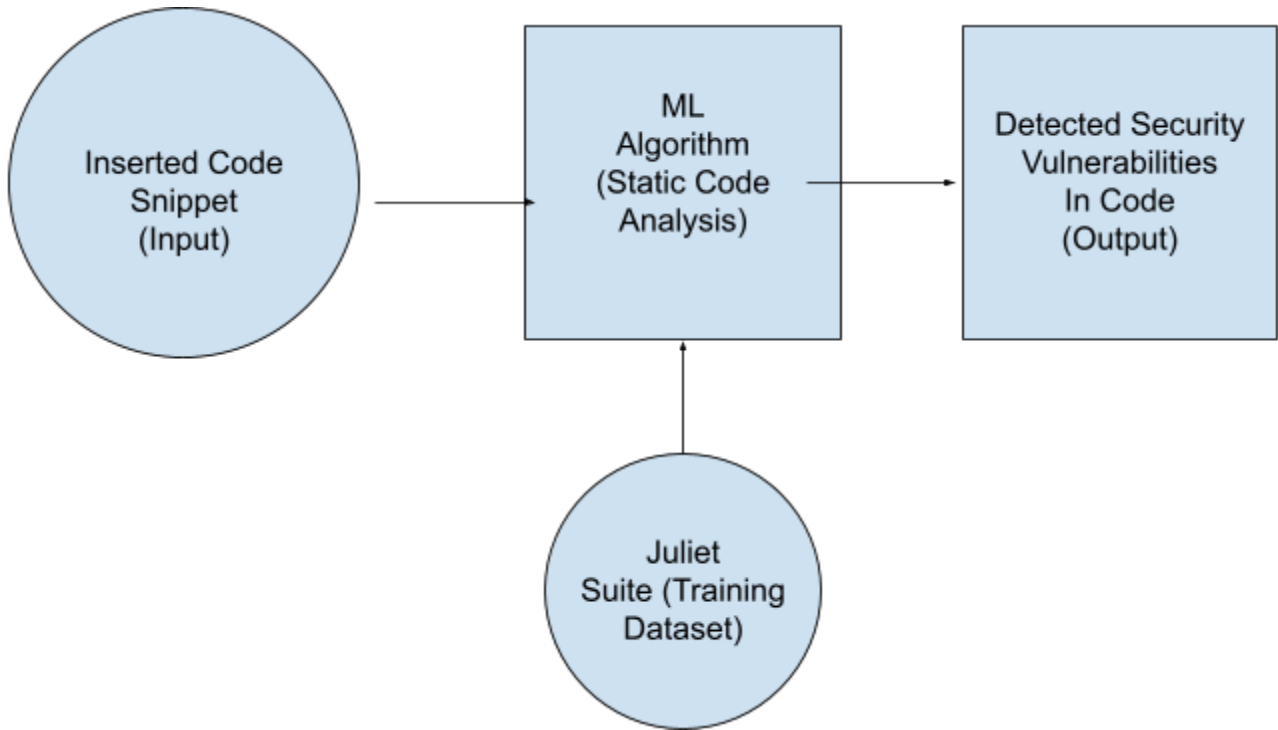 Inserted Code
Snippet
(Input)
ML
Algorithm
(Static Code
Analysis)
Detected Security
Vulnerabilities
In Code
(Output)
Juliet
Suite (Training
Dataset)